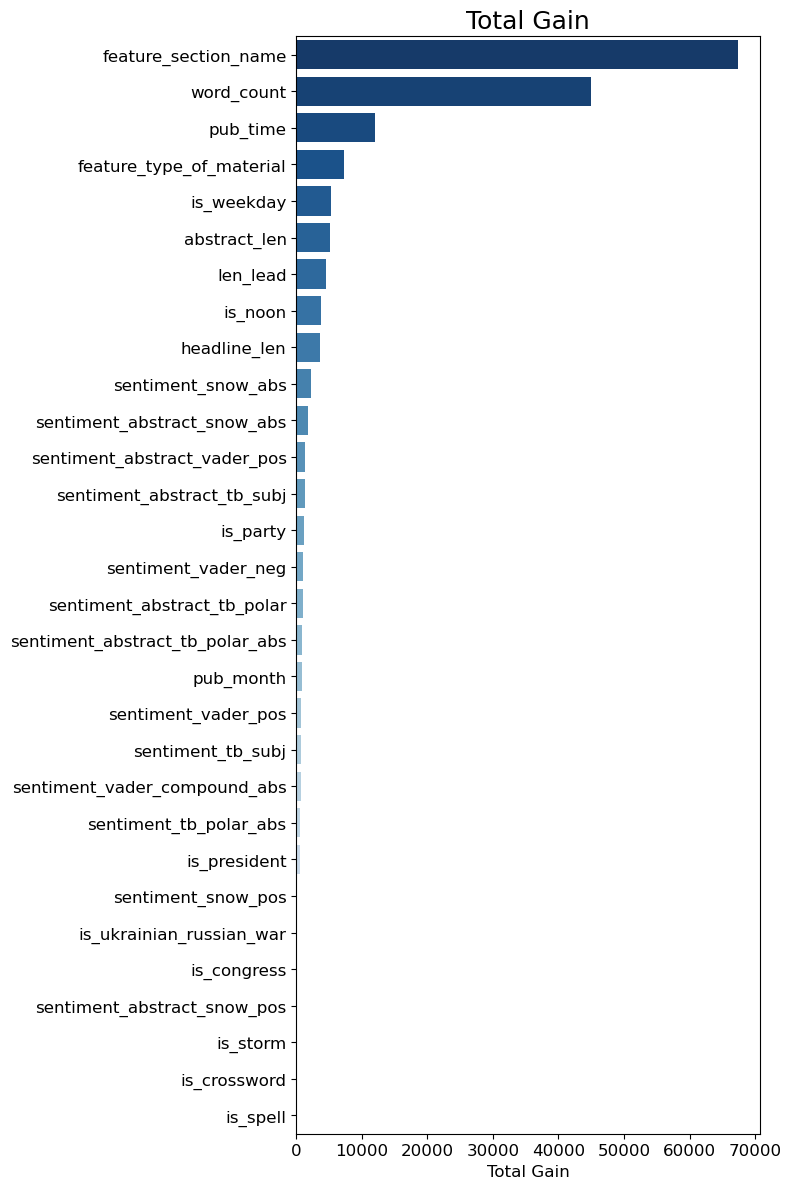 Total Gain
feature_section_name
word_count
pub_time
feature_type_of_material
is_weekday
abstract_len
len_lead
is_noon
headline_len
sentiment_snow_abs
sentiment_abstract_snow_abs
sentiment_abstract_vader_pos
sentiment_abstract_tb_subj
is_party
sentiment_vader_neg
sentiment_abstract_tb_polar
sentiment_abstract_tb_polar_abs
pub_month
sentiment_vader_pos
sentiment_tb_subj
sentiment_vader_compound_abs
sentiment_tb_polar_abs
is_president
sentiment_snow_pos
is_ukrainian_russian_war
is_congress
sentiment_abstract_snow_pos
is_storm
is_crossword
is_spell
0 10000 20000 30000 40000 50000 60000 70000
Total Gain